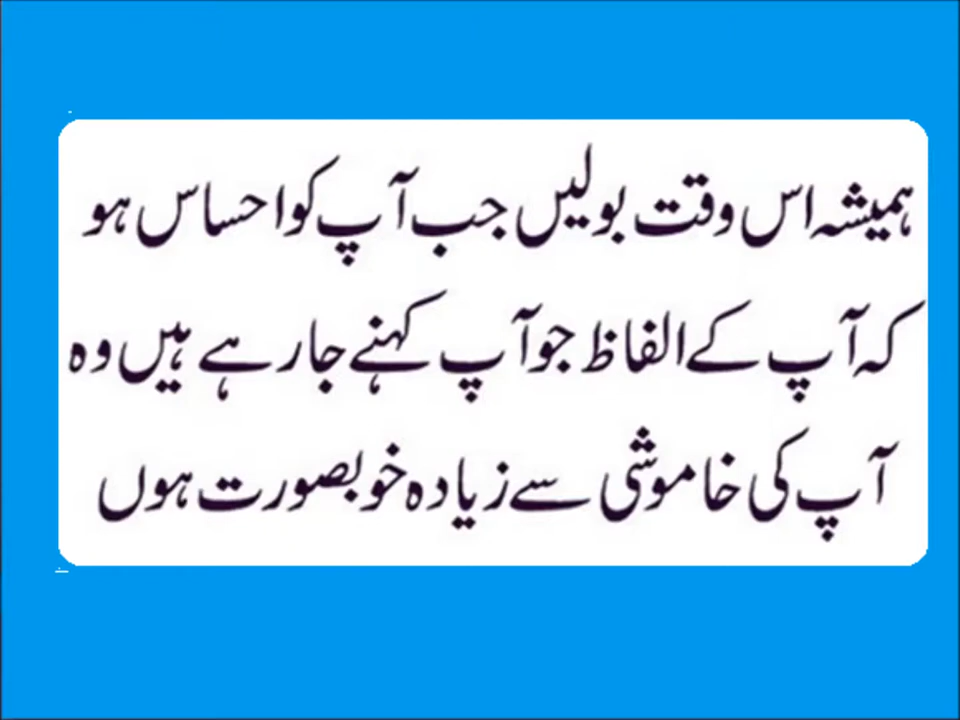 ہمیشہ اس وقت بولیں جب آپ کو احساس ہو
کہ آپ کے الفاظ جو آپ کہنے جا رہے ہیں وہ
آپ کی خاموشی سے زیادہ خوبصورت ہوں